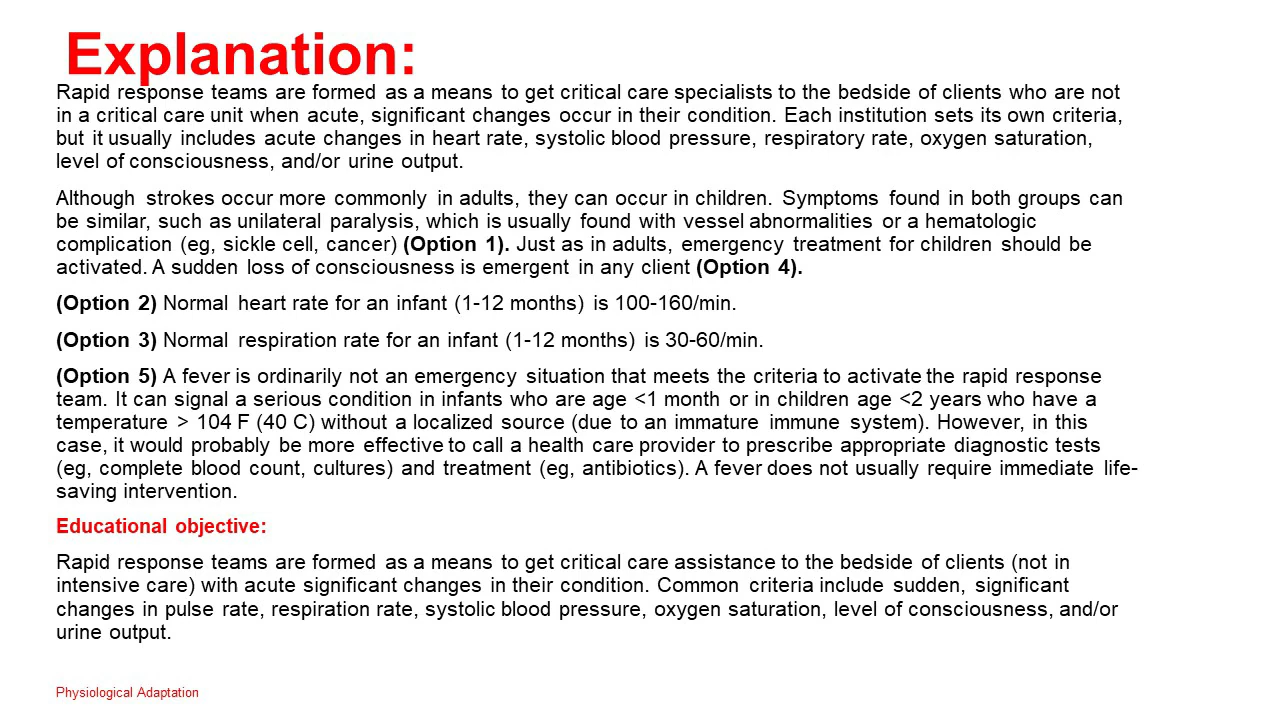 Explanation:
Rapid response teams are formed as a means to get critical care specialists to the bedside of clients who are not
in a critical care unit when acute, significant changes occur in their condition. Each institution sets its own criteria,
but it usually includes acute changes in heart rate, systolic blood pressure, respiratory rate, oxygen saturation,
level of consciousness, and/or urine output.
Although strokes occur more commonly in adults, they can occur in children. Symptoms found in both groups can
be similar, such as unilateral paralysis, which is usually found with vessel abnormalities or a hematologic
complication (eg, sickle cell, cancer) (Option 1). Just as in adults, emergency treatment for children should be
activated. A sudden loss of consciousness is emergent in any client (Option 4).
(Option 2) Normal heart rate for an infant (1-12 months) is 100-160/min.
(Option 3) Normal respiration rate for an infant (1-12 months) is 30-60/min.
(Option 5) A fever is ordinarily not an emergency situation that meets the criteria to activate the rapid response
team. It can signal a serious condition in infants who are age <1 month or in children age <2 years who have a
temperature > 104 F (40 C) without a localized source (due to an immature immune system). However, in this
case, it would probably be more effective to call a health care provider to prescribe appropriate diagnostic tests
(eg, complete blood count, cultures) and treatment (eg, antibiotics). A fever does not usually require immediate life-
saving intervention.
Educational objective:
Rapid response teams are formed as a means to get critical care assistance to the bedside of clients (not in
intensive care) with acute significant changes in their condition. Common criteria include sudden, significant
changes in pulse rate, respiration rate, systolic blood pressure, oxygen saturation, level of consciousness, and/or
urine output.
Physiological Adaptation